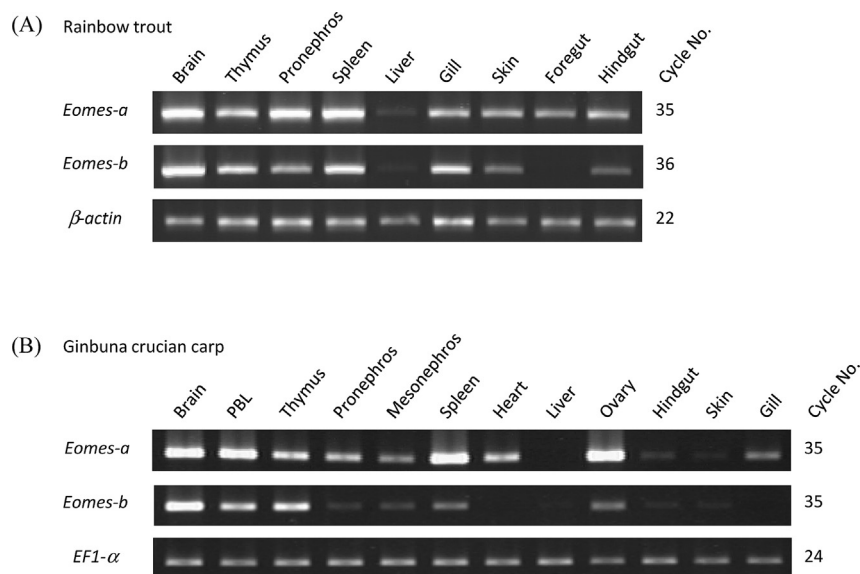 (A) Rainbow trout
Brain Thymus Pronephros Spleen Liver Gill Skin Foregut Hindgut Cycle No.
Eomes-a 35
Eomes-b 36
β-actin 22
(B) Ginbuna crucian carp
Brain PBL Thymus Pronephros Mesonephros Spleen Heart Liver Ovary Hindgut Skin Gill Cycle No.
Eomes-a 35
Eomes-b 35
EF1-α 24